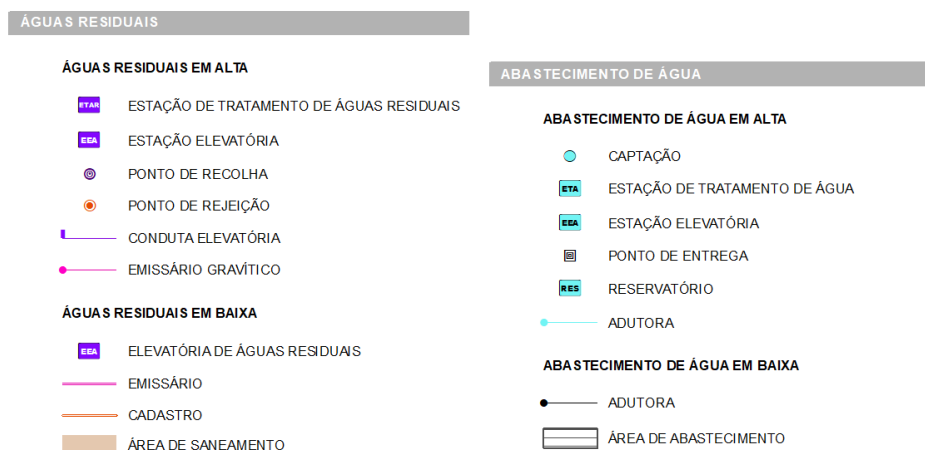 ÁGUAS RESIDUAIS
ÁGUAS RESIDUAIS EM ALTA
ETAR ESTAÇÃO DE TRATAMENTO DE ÁGUAS RESIDUAIS
EEA ESTAÇÃO ELEVATÓRIA
PONTO DE RECOLHA
PONTO DE REJEIÇÃO
CONDUTA ELEVATÓRIA
EMISSÁRIO GRAVÍTICO
ÁGUAS RESIDUAIS EM BAIXA
EEA ELEVATÓRIA DE ÁGUAS RESIDUAIS
EMISSÁRIO
CADASTRO
ÁREA DE SANEAMENTO
ABASTECIMENTO DE ÁGUA
ABASTECIMENTO DE ÁGUA EM ALTA
CAPTAÇÃO
ETA ESTAÇÃO DE TRATAMENTO DE ÁGUA
EEA ESTAÇÃO ELEVATÓRIA
PONTO DE ENTREGA
RES RESERVATÓRIO
ADUTORA
ABASTECIMENTO DE ÁGUA EM BAIXA
ADUTORA
ÁREA DE ABASTECIMENTO